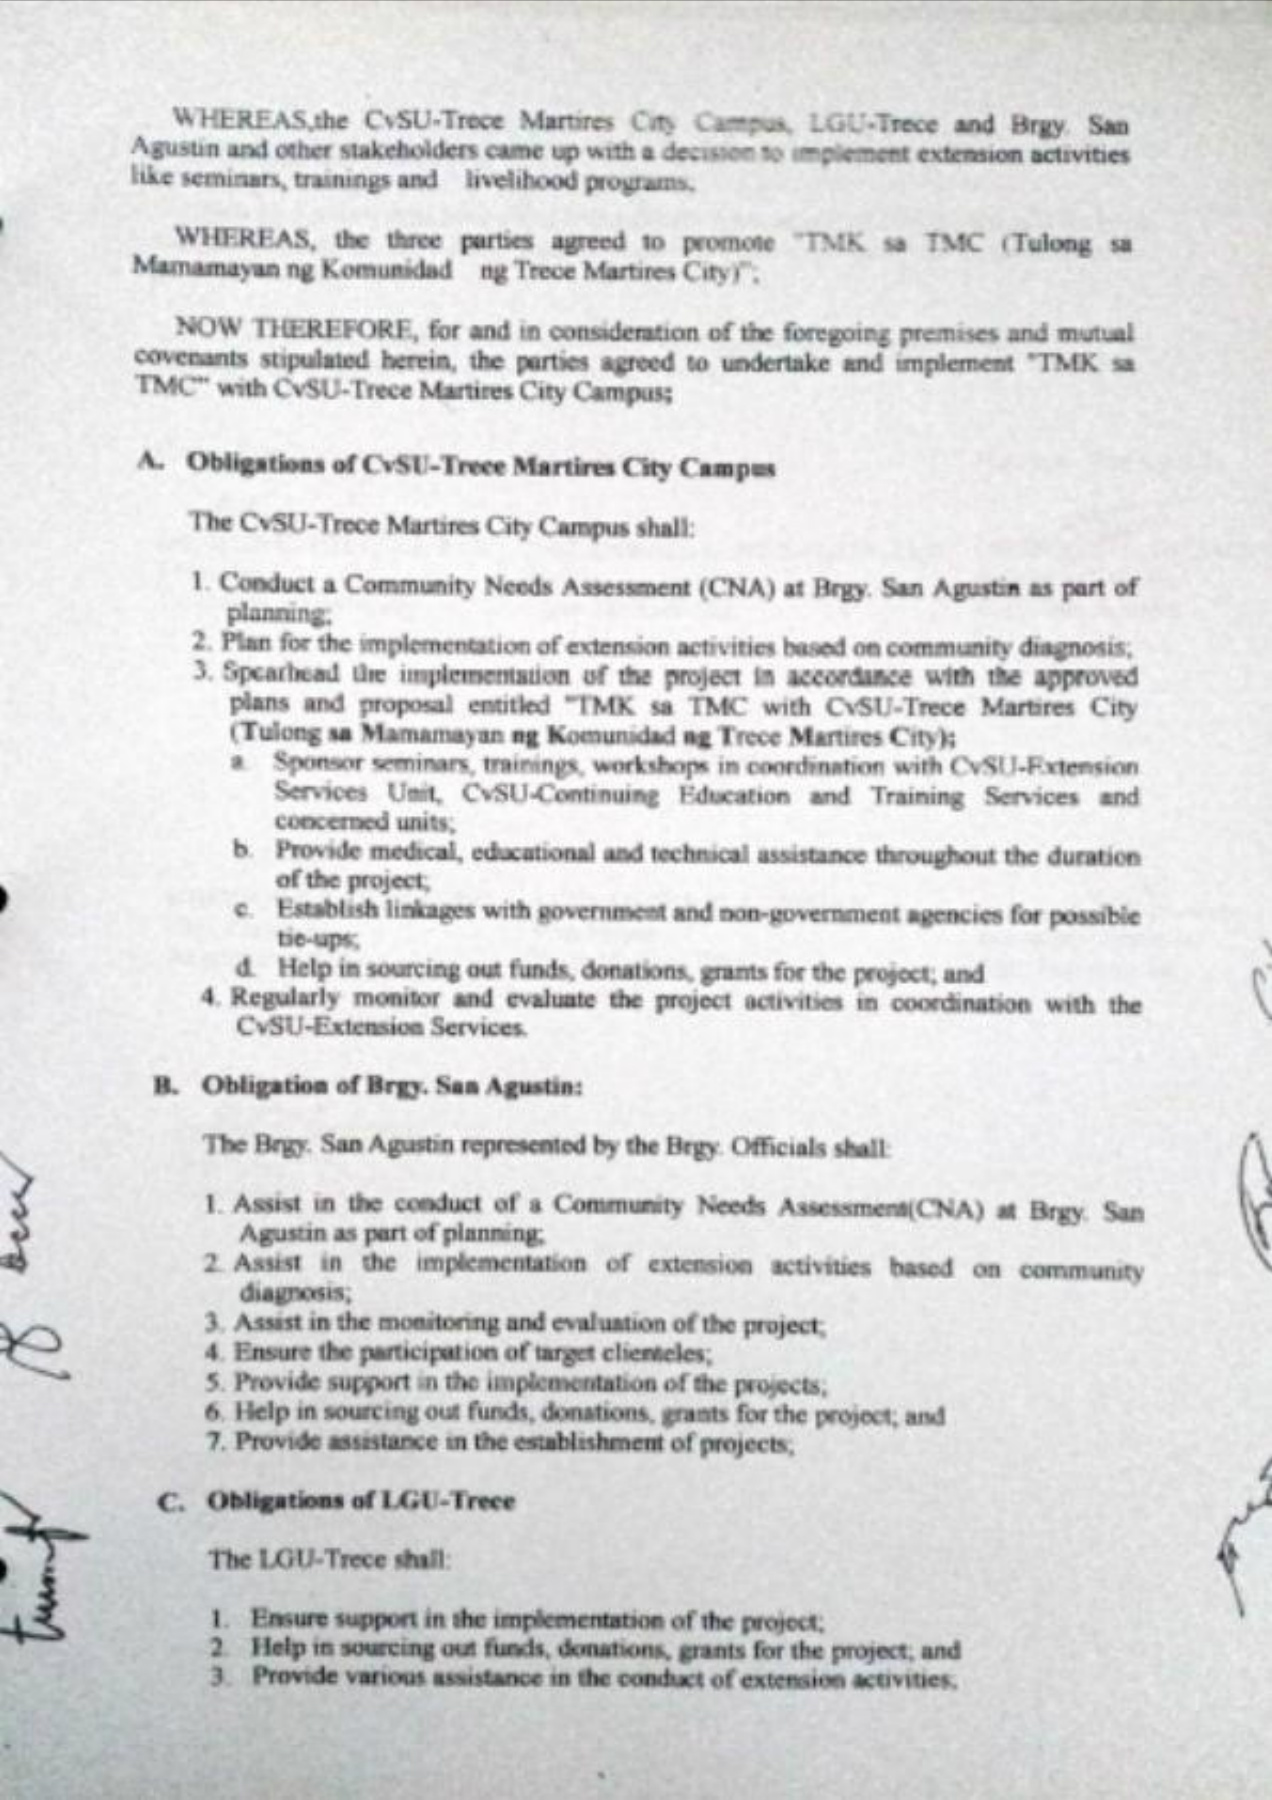 WHEREAS,the CvSU-Trece Martires City Campus, LGU-Trece and Brgy. San
Agustin and other stakeholders came up with a decision to implement extension activities
like seminars, trainings and livelihood programs.
WHEREAS, the three parties agreed to promote "TMK sa TMC (Tulong sa
Mamamayan ng Komunidad ng Trece Martires City)";
NOW THEREFORE, for and in consideration of the foregoing premises and mutual
covenants stipulated herein, the parties agreed to undertake and implement "TMK sa
TMC" with CvSU-Trece Martires City Campus;
A. Obligations of CvSU-Trece Martires City Campus
The CvSU-Trece Martires City Campus shall:
1. Conduct a Community Needs Assessment (CNA) at Brgy. San Agustin as part of
planning;
2. Plan for the implementation of extension activities based on community diagnosis;
3. Spearhead the implementation of the project in accordance with the approved
plans and proposal entitled "TMK sa TMC with CvSU-Trece Martires City
(Tulong sa Mamamayan ng Komunidad ng Trece Martires City);
a. Sponsor seminars, trainings, workshops in coordination with CvSU-Extension
Services Unit, CvSU-Continuing Education and Training Services and
concerned units;
b. Provide medical, educational and technical assistance throughout the duration
of the project;
c. Establish linkages with government and non-government agencies for possible
tie-ups;
d. Help in sourcing out funds, donations, grants for the project; and
4. Regularly monitor and evaluate the project activities in coordination with the
CvSU-Extension Services.
B. Obligation of Brgy. San Agustin:
The Brgy. San Agustin represented by the Brgy. Officials shall:
1. Assist in the conduct of a Community Needs Assessment(CNA) at Brgy. San
Agustin as part of planning;
2. Assist in the implementation of extension activities based on community
diagnosis;
3. Assist in the monitoring and evaluation of the project;
4. Ensure the participation of target clienteles;
5. Provide support in the implementation of the projects;
6. Help in sourcing out funds, donations, grants for the project; and
7. Provide assistance in the establishment of projects;
C. Obligations of LGU-Trece
The LGU-Trece shall:
1. Ensure support in the implementation of the project;
2. Help in sourcing out funds, donations, grants for the project; and
3. Provide various assistance in the conduct of extension activities.